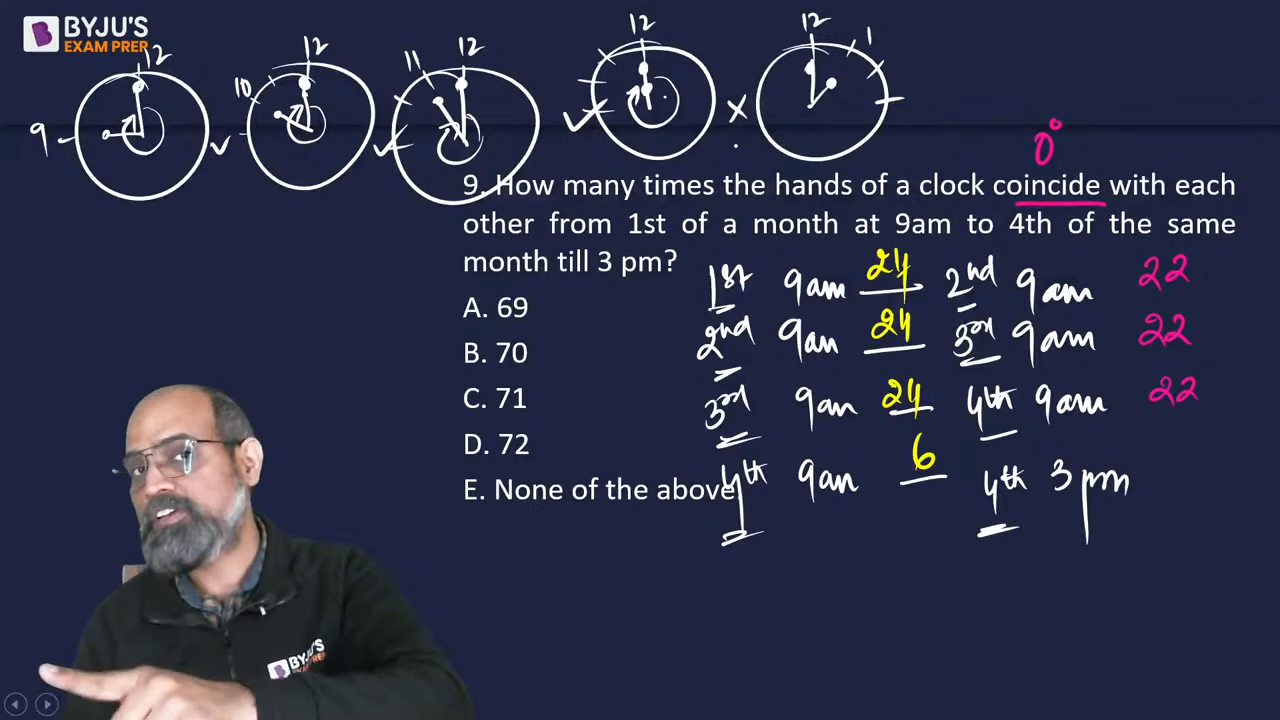 BYJU'S
EXAM PREP
12
12
12
12
12
9
10
11
1
0°
9. How many times the hands of a clock coincide with each
other from 1st of a month at 9am to 4th of the same
month till 3 pm?
A. 69
B. 70
C. 71
D. 72
E. None of the above.
1st 9am 24 2nd 9am 22
2nd 9am 24 3rd 9am 22
3rd 9am 24 4th 9am 22
4th 9am 6 4th 3pm
BYJU'S
EXAM PREP